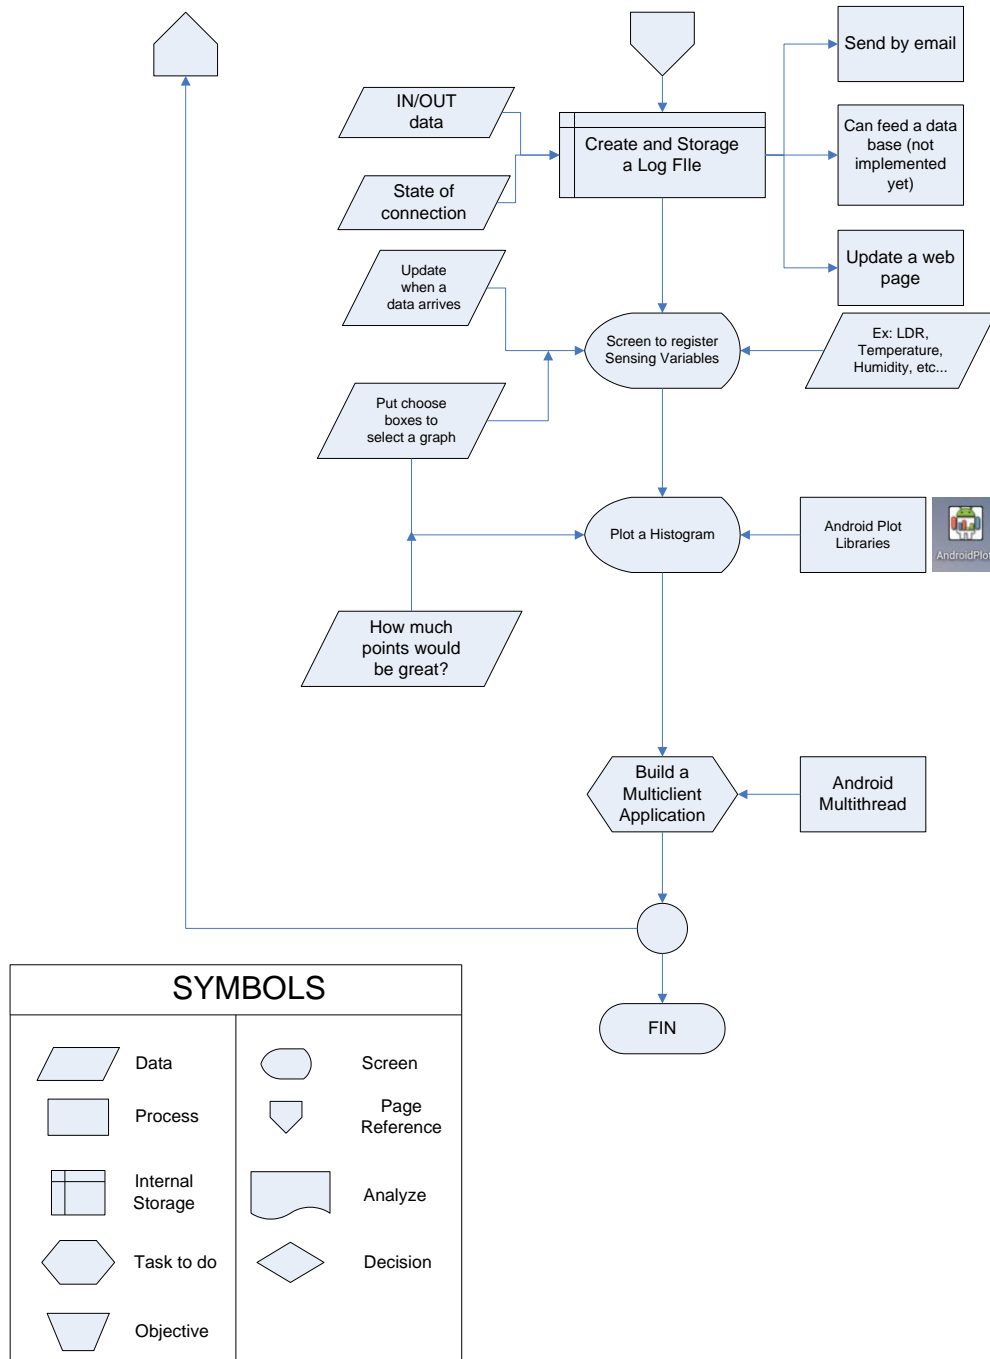 Send by email
IN/OUT
data
Create and Storage
a Log FIle
Can feed a data
base (not
implemented
yet)
State of
connection
Update a web
page
Update
when a
data arrives
Screen to register
Sensing Variables
Ex: LDR,
Temperature,
Humidity, etc...
Put choose
boxes to
select a graph
Plot a Histogram
Android Plot
Libraries
AndroidPlot
How much
points would
be great?
Build a
Multiclient
Application
Android
Multithread
FIN
SYMBOLS
Data
Screen
Process
Page
Reference
Internal
Storage
Analyze
Task to do
Decision
Objective